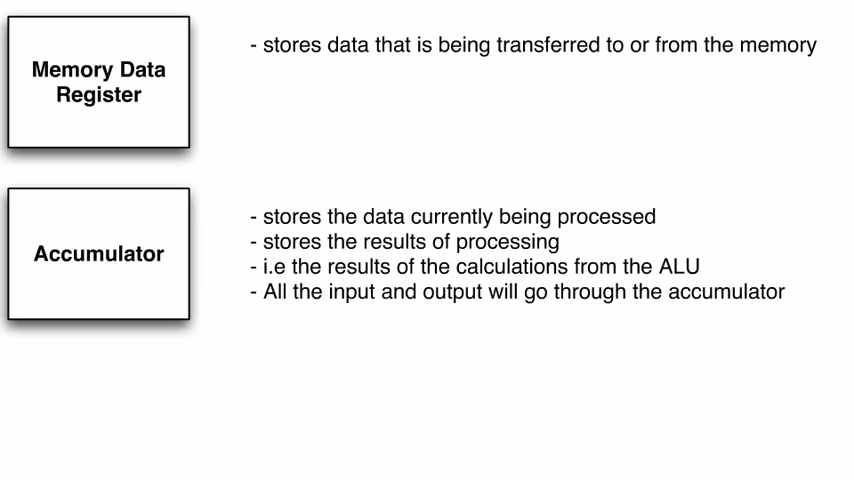 Memory Data
Register
- stores data that is being transferred to or from the memory
Accumulator
- stores the data currently being processed
- stores the results of processing
- i.e the results of the calculations from the ALU
- All the input and output will go through the accumulator